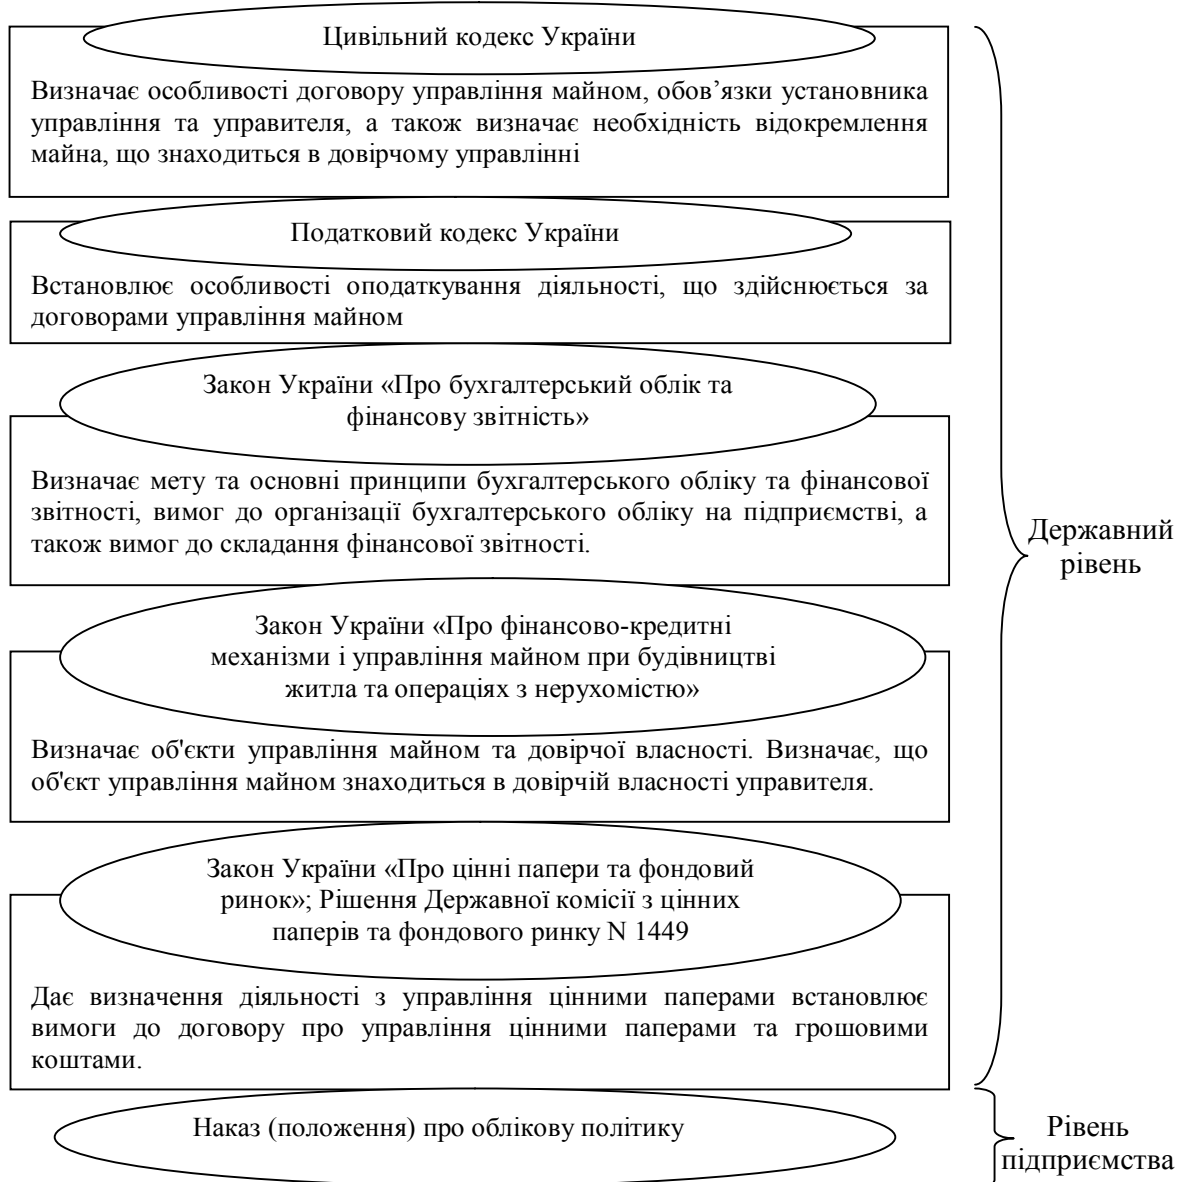 Цивільний кодекс України
Визначає особливості договору управління майном, обов’язки установника
управління та управителя, а також визначає необхідність відокремлення
майна, що знаходиться в довірчому управлінні
Податковий кодекс України
Встановлює особливості оподаткування діяльності, що здійснюється за
договорами управління майном
Закон України «Про бухгалтерський облік та
фінансову звітність»
Визначає мету та основні принципи бухгалтерського обліку та фінансової
звітності, вимог до організації бухгалтерського обліку на підприємстві, а
також вимог до складання фінансової звітності.
Закон України «Про фінансово-кредитні
механізми і управління майном при будівництві
житла та операціях з нерухомістю»
Визначає об'єкти управління майном та довірчої власності. Визначає, що
об'єкт управління майном знаходиться в довірчій власності управителя.
Закон України «Про цінні папери та фондовий
ринок»; Рішення Державної комісії з цінних
паперів та фондового ринку N 1449
Дає визначення діяльності з управління цінними паперами встановлює
вимоги до договору про управління цінними паперами та грошовими
коштами.
Державний
рівень
Наказ (положення) про облікову політику
Рівень
підприємства